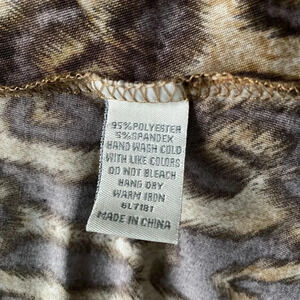 95%POLYESTER
5%SPANDEX
HAND WASH COLD
WITH LIKE COLORS
DO NOT BLEACH
HANG DRY
WARM IRON
6L7181
MADE IN CHINA